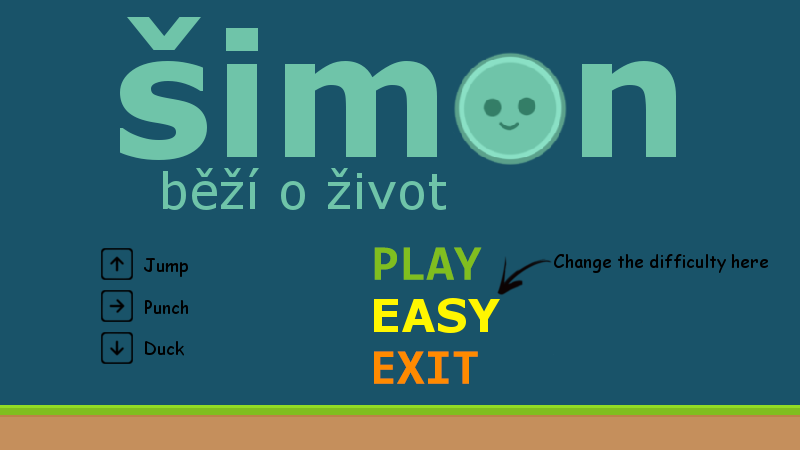 šimon
běží o život
Jump
Punch
Duck
PLAY
EASY
EXIT
Change the difficulty here